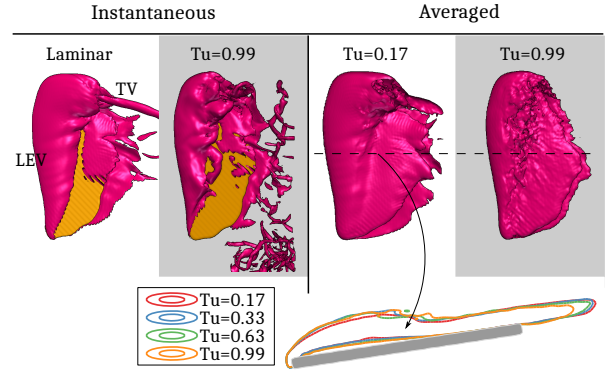 Instantaneous
Averaged
Laminar
Tu=0.99
Tu=0.17
Tu=0.99
TV
LEV
Tu=0.17
Tu=0.33
Tu=0.63
Tu=0.99